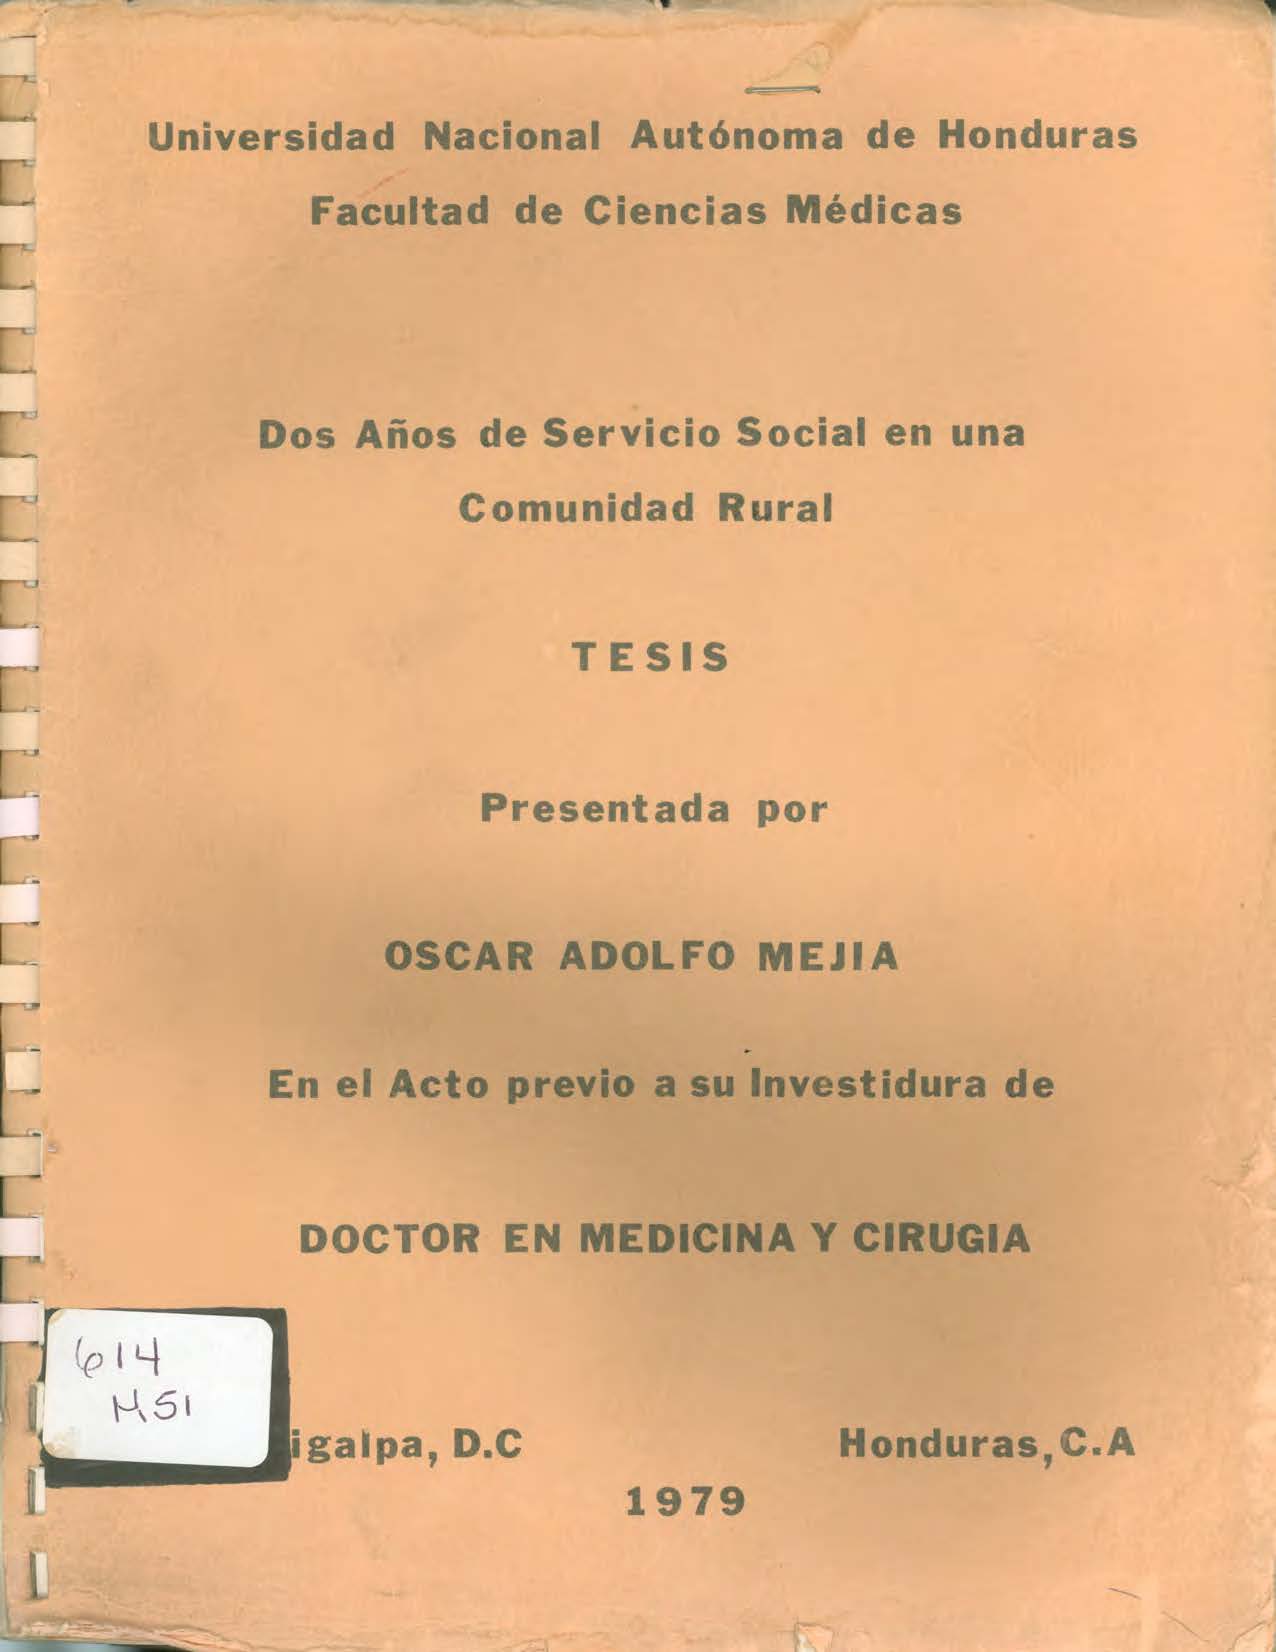 Universidad Nacional Autónoma de Honduras
Facultad de Ciencias Médicas
Dos Años de Servicio Social en una
Comunidad Rural
TESIS
Presentada por
OSCAR ADOLFO MEJIA
En el Acto previo a su Investidura de
DOCTOR EN MEDICINA Y CIRUGIA
614
M51
igalpa, D.C Honduras, C.A
1979